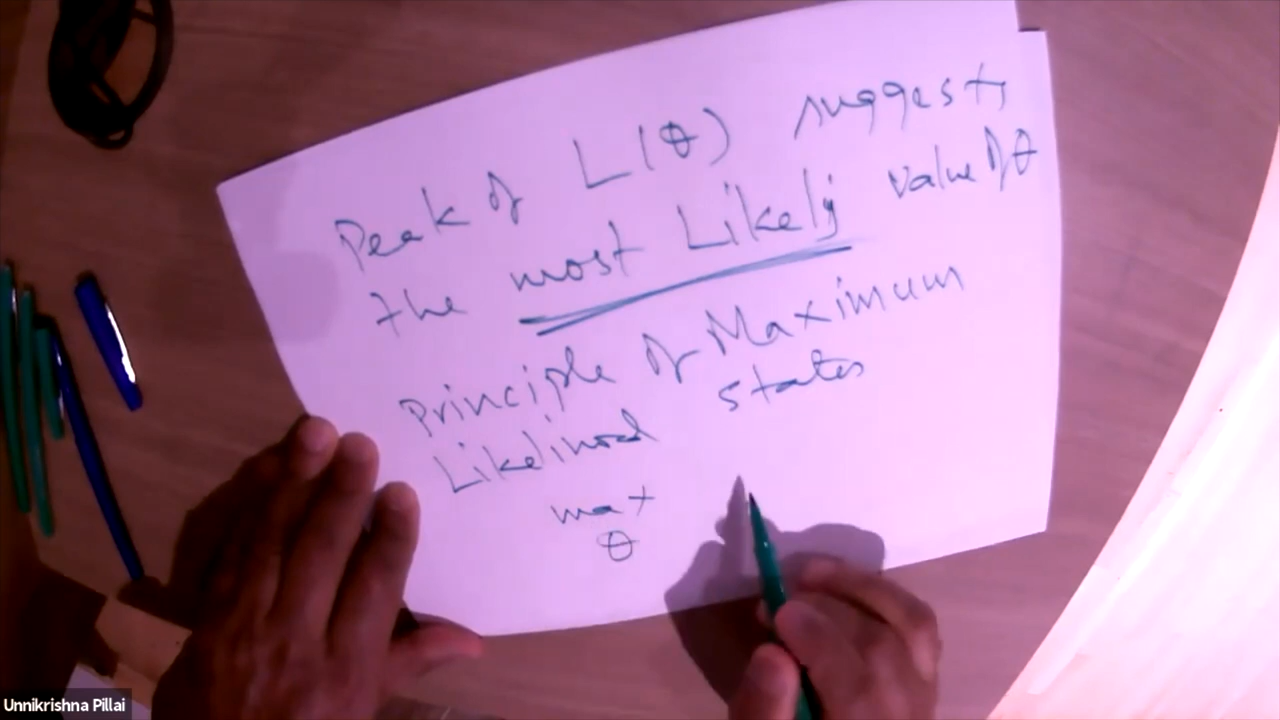 Peak of L(θ) suggests
the most Likely value of θ
Principle of Maximum
Likelihood states
max
θ
Unnikrishna Pillai